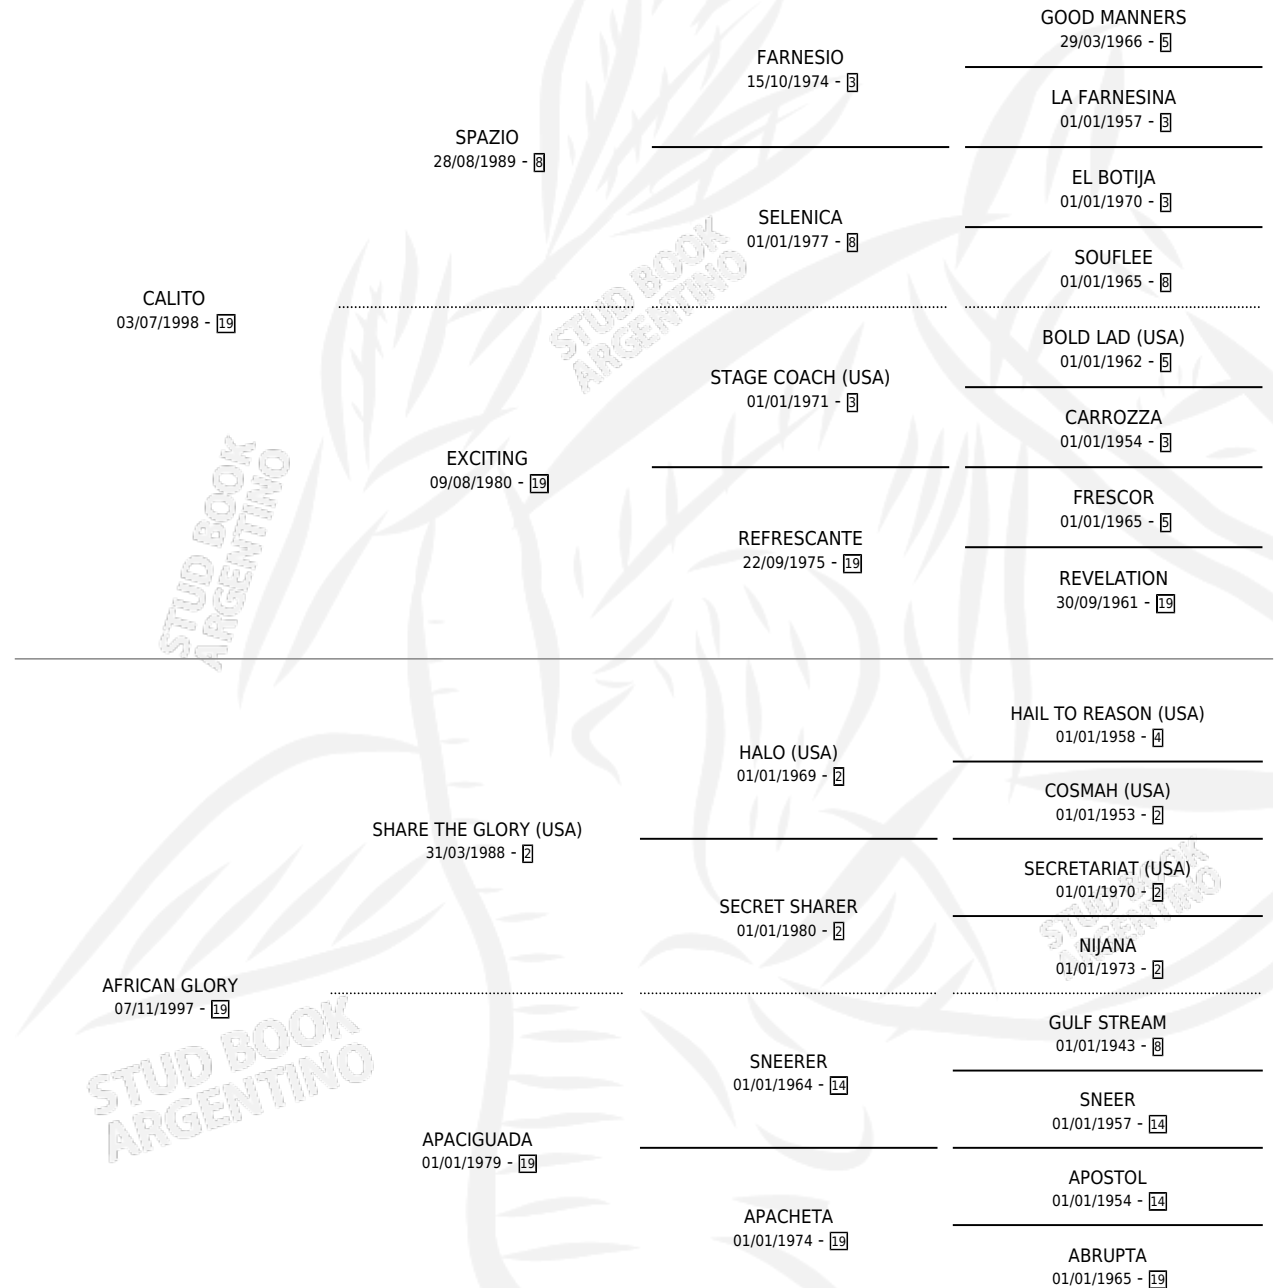 GOOD MANNERS
29/03/1966 - 5
FARNESIO
15/10/1974 - 3
LA FARNESINA
01/01/1957 - 3
SPAZIO
28/08/1989 - 8
EL BOTIJA
01/01/1970 - 3
SELENICA
01/01/1977 - 8
SOUFLEE
01/01/1965 - 8
CALITO
03/07/1998 - 19
BOLD LAD (USA)
01/01/1962 - 5
STAGE COACH (USA)
01/01/1971 - 3
CARROZZA
01/01/1954 - 3
EXCITING
09/08/1980 - 19
FRESCOR
01/01/1965 - 5
REFRESCANTE
22/09/1975 - 19
REVELATION
30/09/1961 - 19
STUD BOOK
ARGENTINO
STUD BOOK
ARGENTINO
HAIL TO REASON (USA)
01/01/1958 - 4
HALO (USA)
01/01/1969 - 2
COSMAH (USA)
01/01/1953 - 2
SHARE THE GLORY (USA)
31/03/1988 - 2
SECRETARIAT (USA)
01/01/1970 - 2
SECRET SHARER
01/01/1980 - 2
NIJANA
01/01/1973 - 2
AFRICAN GLORY
07/11/1997 - 19
GULF STREAM
01/01/1943 - 8
SNEERER
01/01/1964 - 14
SNEER
01/01/1957 - 14
APACIGUADA
01/01/1979 - 19
APOSTOL
01/01/1954 - 14
APACHETA
01/01/1974 - 19
ABRUPTA
01/01/1965 - 19
STUD BOOK
ARGENTINO
STUD BOOK
ARGENTINO